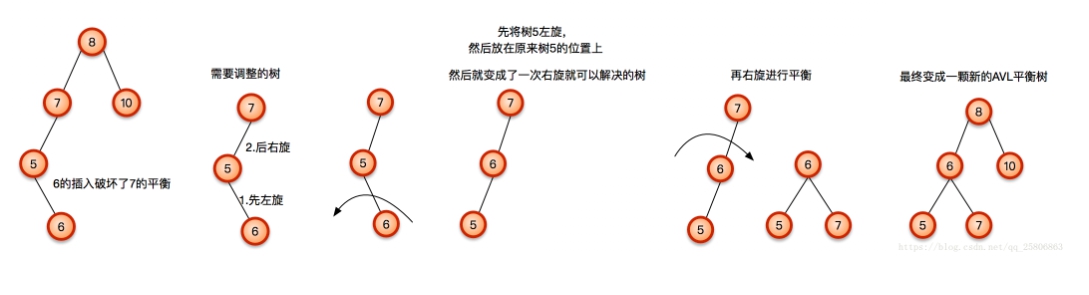 8
7
10
5
6的插入破坏了7的平衡
6
需要调整的树
7
2.后右旋
5
1.先左旋
6
7
5
6
先将树5左旋，
然后放在原来树5的位置上
然后就变成了一次右旋就可以解决的树
7
6
5
再右旋进行平衡
7
6
5
6
5
7
最终变成一颗新的AVL平衡树
8
6
10
5
7
https://blog.csdn.net/qq_25806863